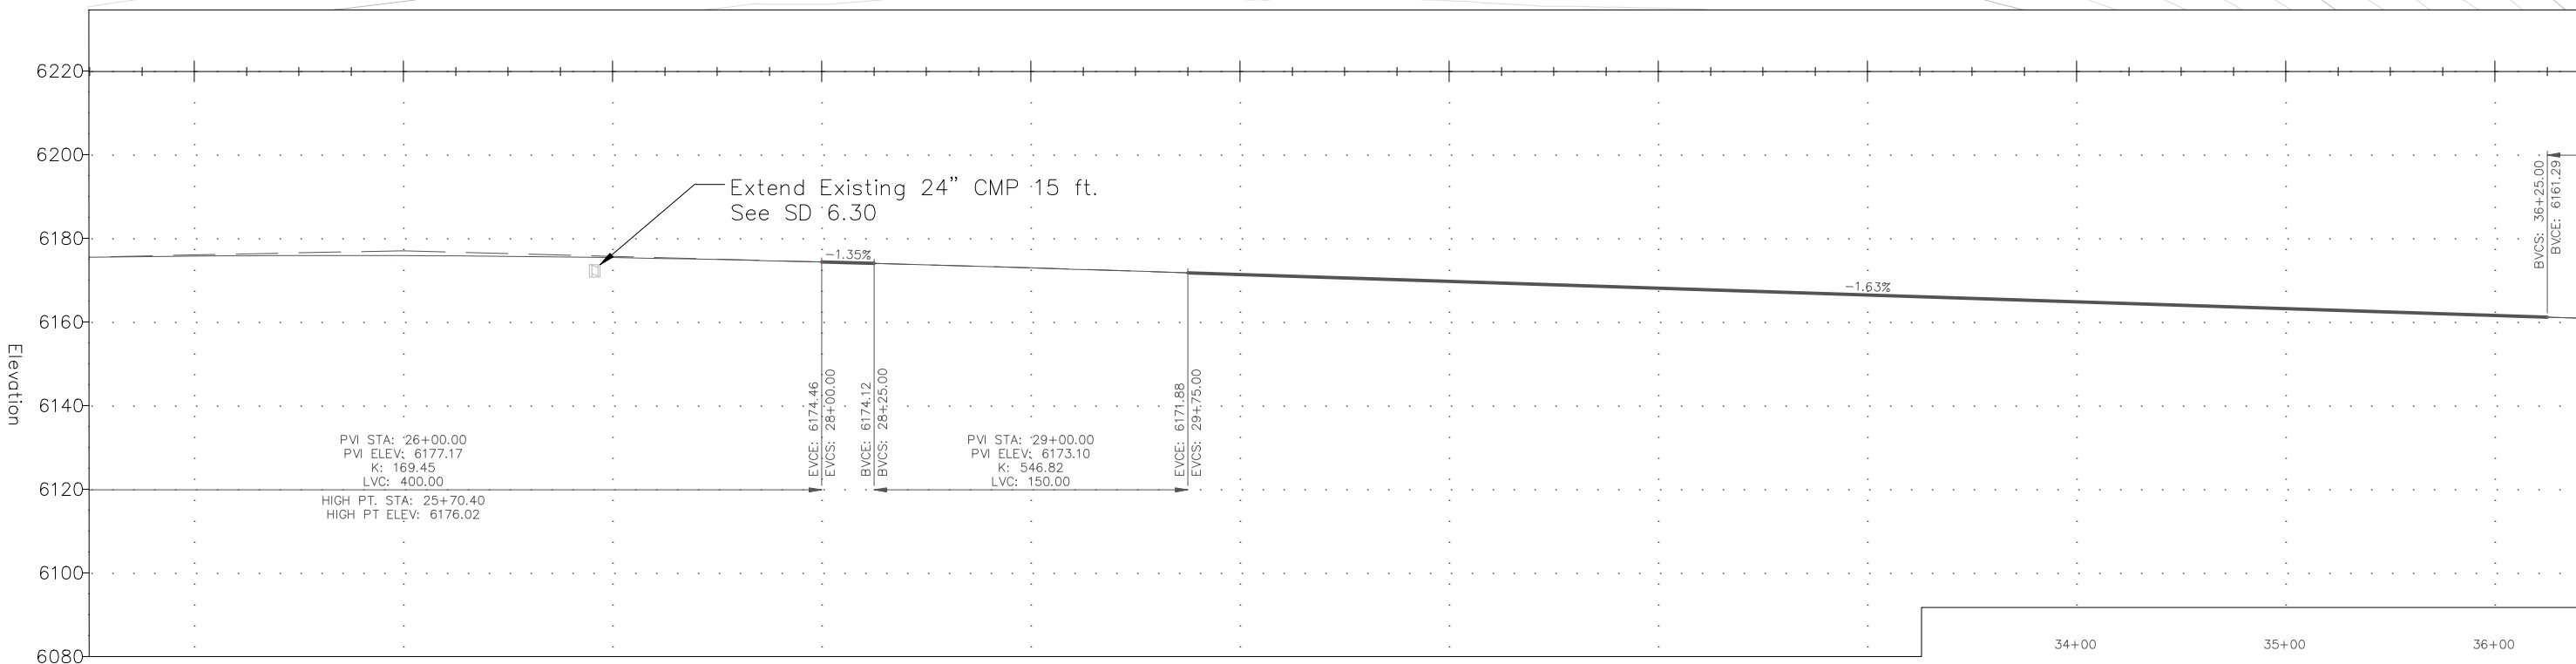 6220
6200
6180
6160
6140
6120
6100
6080
Elevation
Extend Existing 24" CMP 15 ft.
See SD 6.30
-1.35%
-1.63%
BVCS: 36+25.00
BVCE: 6161.29
EVCE: 6174.46
EVCS: 28+00.00
BVCE: 6174.12
BVCS: 28+25.00
EVCE: 6171.88
EVCS: 29+75.00
PVI STA: 26+00.00
PVI ELEV: 6177.17
K: 169.45
LVC: 400.00
HIGH PT. STA: 25+70.40
HIGH PT ELEV: 6176.02
PVI STA: 29+00.00
PVI ELEV: 6173.10
K: 546.82
LVC: 150.00
34+00
35+00
36+00